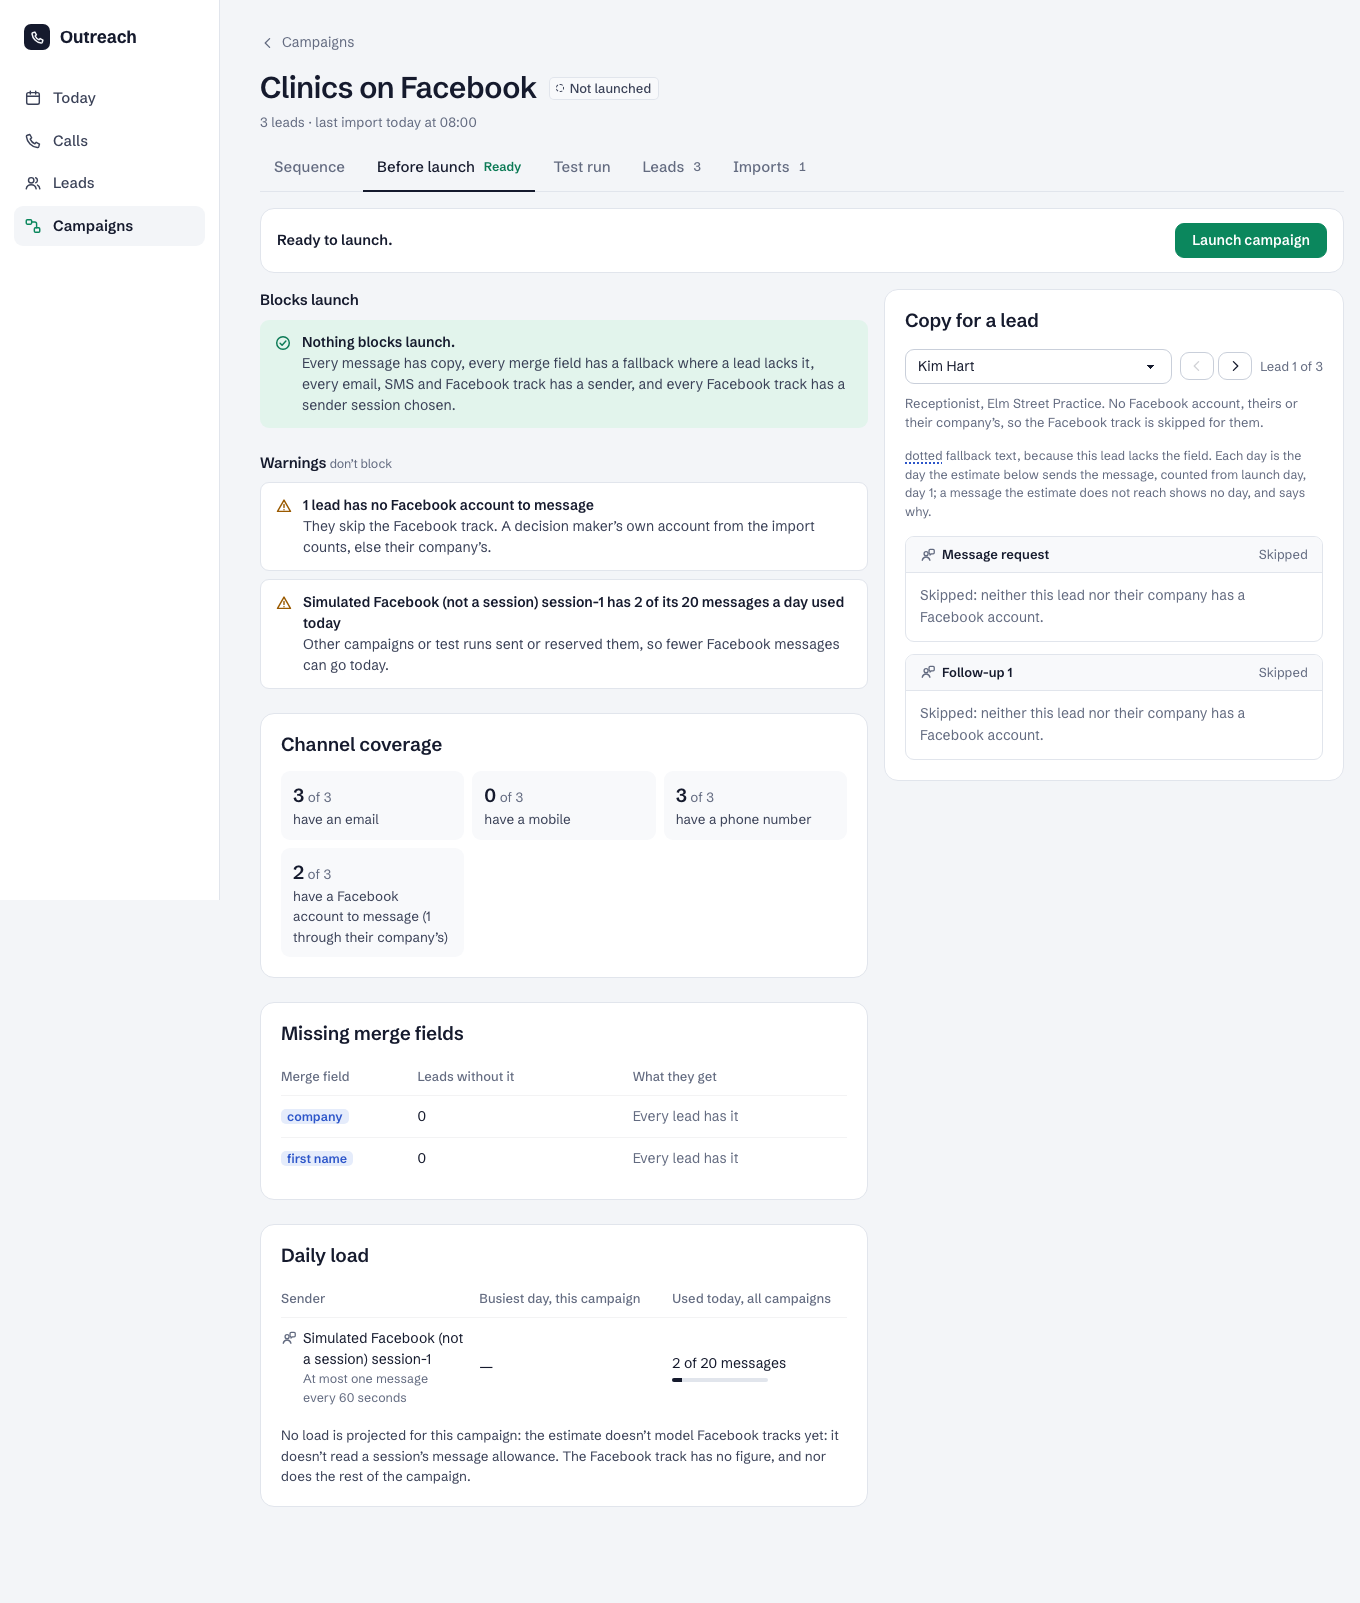 Outreach
Today
Calls
Leads
Campaigns
Campaigns
Clinics on Facebook
Not launched
3 leads · last import today at 08:00
Sequence
Before launch Ready
Test run
Leads 3
Imports 1
Ready to launch.
Launch campaign
Blocks launch
Nothing blocks launch.
Every message has copy, every merge field has a fallback where a lead lacks it,
every email, SMS and Facebook track has a sender, and every Facebook track has a
sender session chosen.
Warnings don’t block
1 lead has no Facebook account to message
They skip the Facebook track. A decision maker’s own account from the import
counts, else their company’s.
Simulated Facebook (not a session) session-1 has 2 of its 20 messages a day used
today
Other campaigns or test runs sent or reserved them, so fewer Facebook messages
can go today.
Channel coverage
3 of 3
have an email
0 of 3
have a mobile
3 of 3
have a phone number
2 of 3
have a Facebook
account to message (1
through their company’s)
Missing merge fields
Merge field Leads without it What they get
company 0 Every lead has it
first name 0 Every lead has it
Daily load
Sender Busiest day, this campaign Used today, all campaigns
Simulated Facebook (not
a session) session-1
At most one message
every 60 seconds
—
2 of 20 messages
No load is projected for this campaign: the estimate doesn’t model Facebook tracks yet: it
doesn’t read a session’s message allowance. The Facebook track has no figure, and nor
does the rest of the campaign.
Copy for a lead
Kim Hart
Lead 1 of 3
Receptionist, Elm Street Practice. No Facebook account, theirs or
their company’s, so the Facebook track is skipped for them.
dotted fallback text, because this lead lacks the field. Each day is the
day the estimate below sends the message, counted from launch day,
day 1; a message the estimate does not reach shows no day, and says
why.
Message request Skipped
Skipped: neither this lead nor their company has a
Facebook account.
Follow-up 1 Skipped
Skipped: neither this lead nor their company has a
Facebook account.